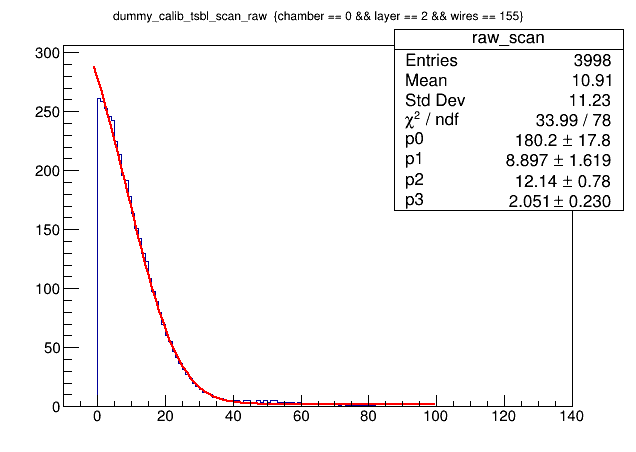 dummy_calib_tsbl_scan_raw {chamber == 0 && layer == 2 && wires == 155}
raw_scan
Entries 3998
Mean 10.91
Std Dev 11.23
χ² / ndf 33.99 / 78
p0 180.2 ± 17.8
p1 8.897 ± 1.619
p2 12.14 ± 0.78
p3 2.051 ± 0.230
300
250
200
150
100
50
0
0 20 40 60 80 100 120 140